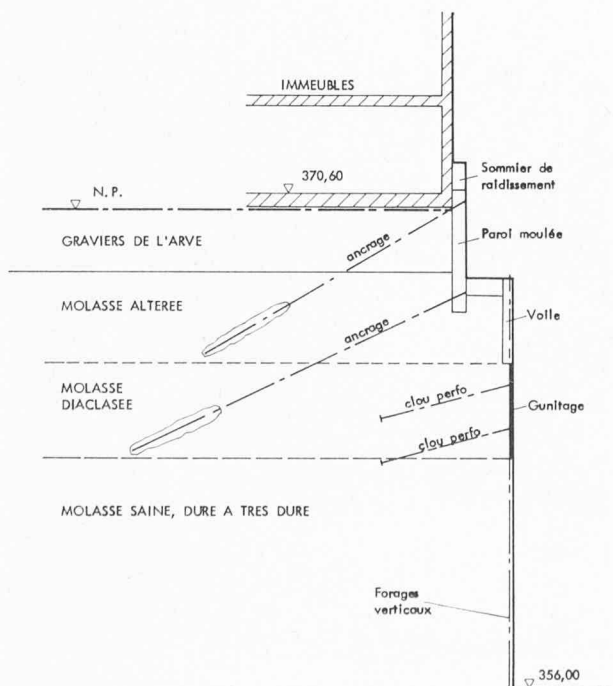 IMMEUBLES
370,60
N.P.
Sommier de
raidissement
GRAVIERS DE L'ARVE
ancrage
Paroi moulée
MOLASSE ALTEREE
ancrage
Voile
MOLASSE
DIACLASEE
clou perfo
Gunitage
clou perfo
MOLASSE SAINE, DURE A TRES DURE
Forages
verticaux
356,00